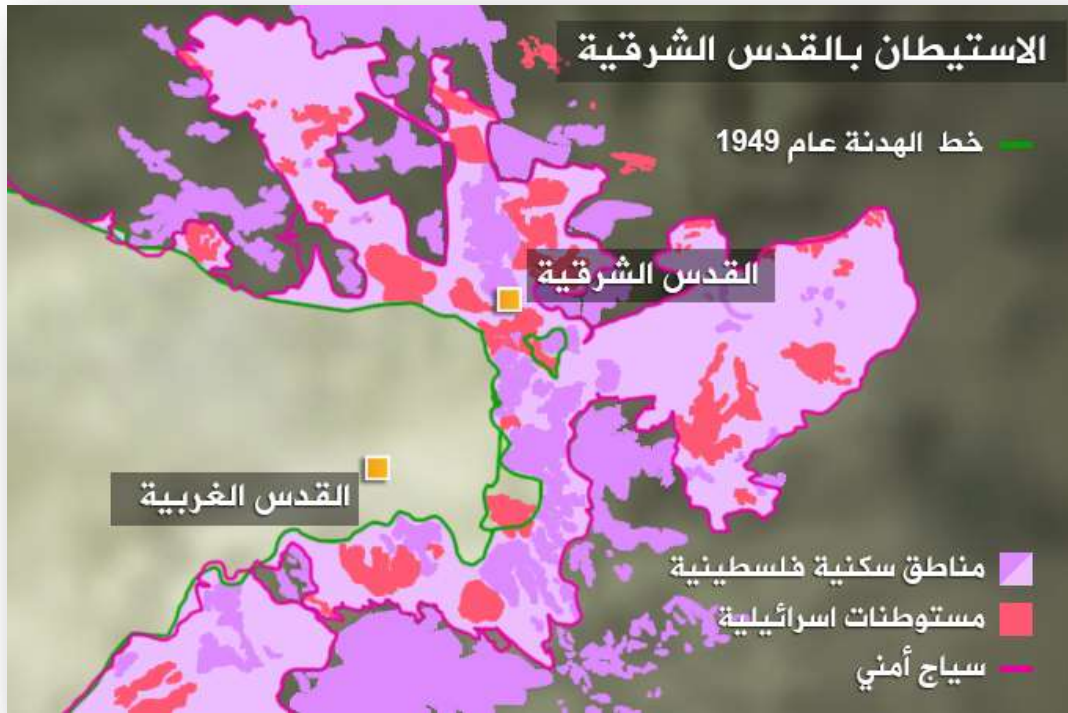 الاستيطان بالقدس الشرقية
خط الهدنة عام 1949
القدس الشرقية
القدس الغربية
مناطق سكنية فلسطينية
مستوطنات اسرائيلية
سياج أمني